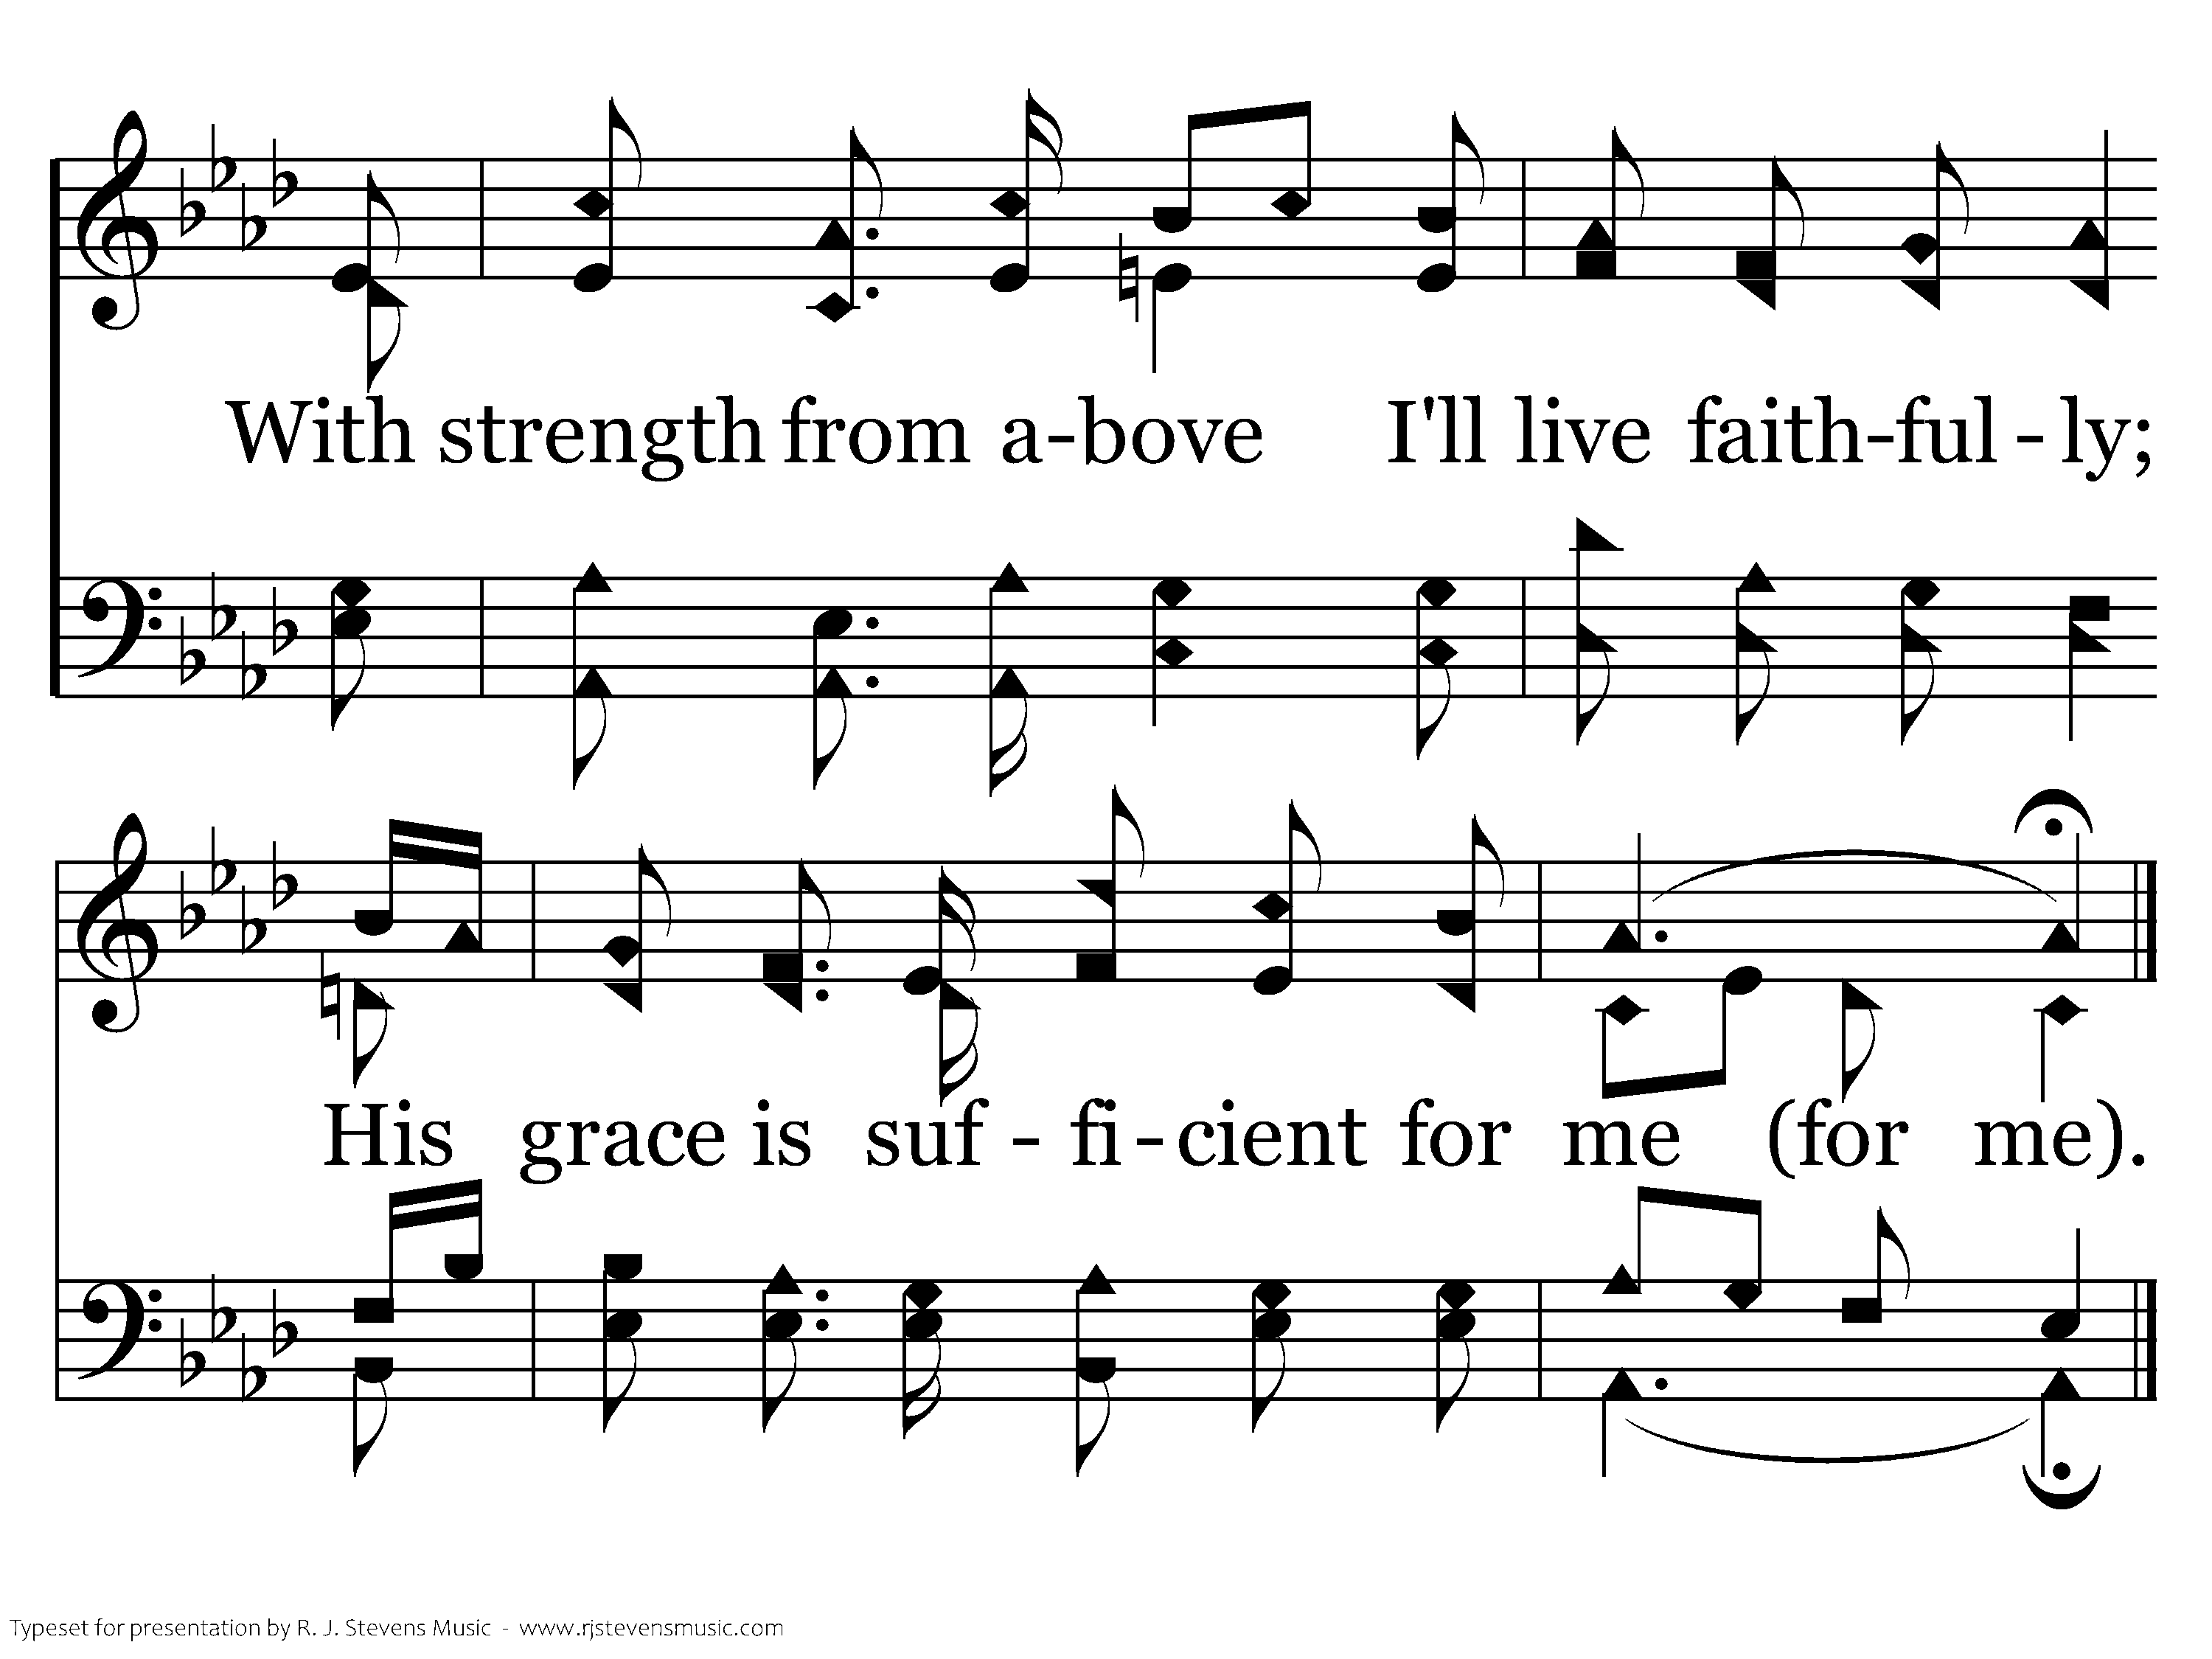 With strength from a-bove I'll live faith-ful - ly;
His grace is suf - fi - cient for me (for me).
Typeset for presentation by R. J. Stevens Music - www.rjstevensmusic.com